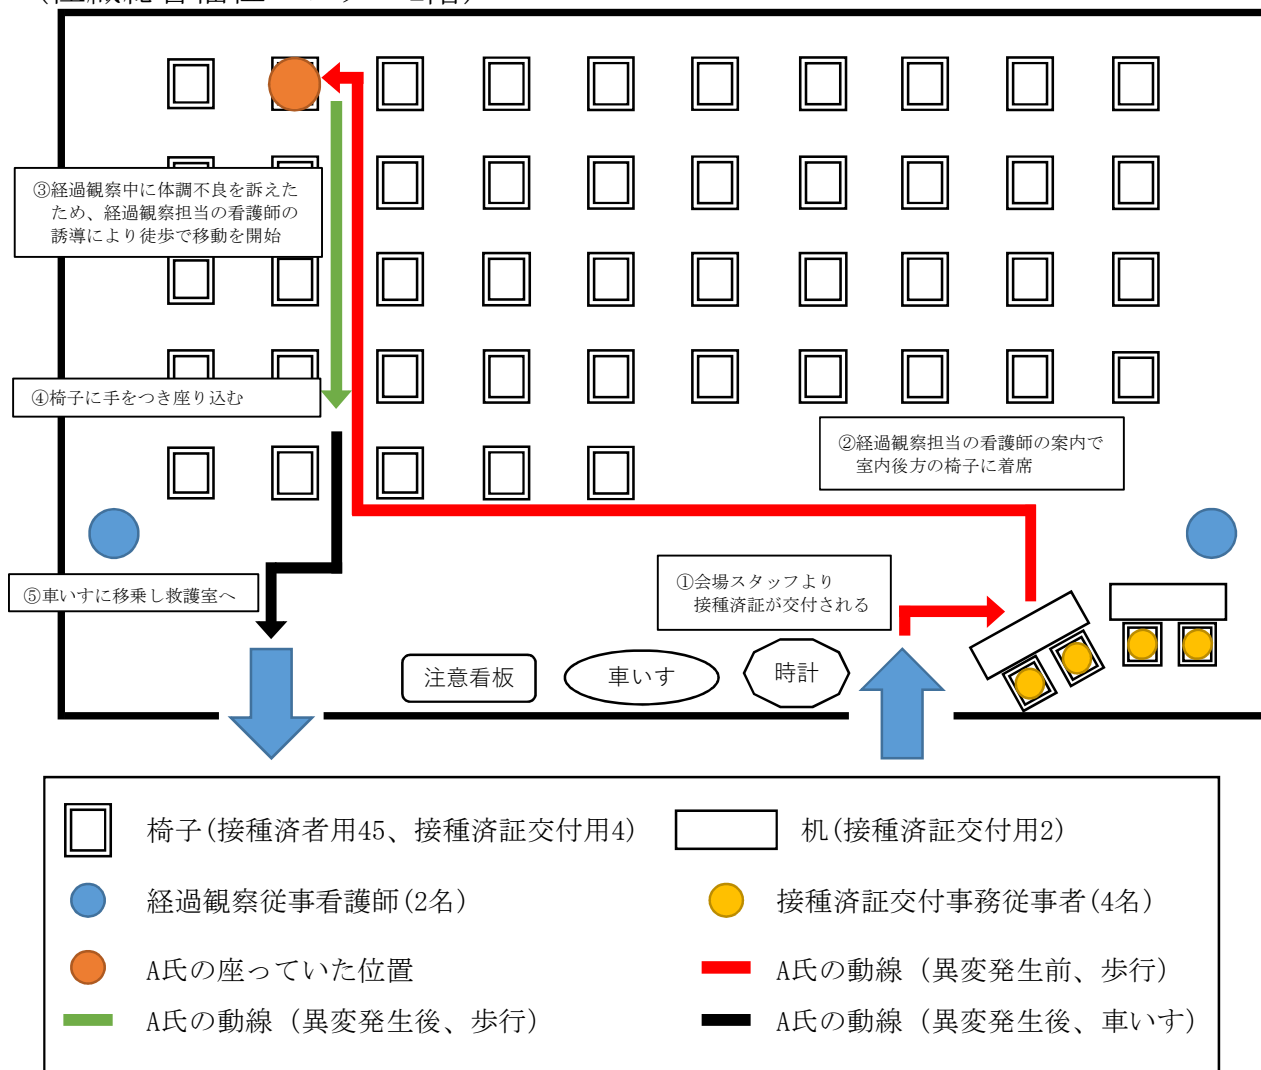 ③経過観察中に体調不良を訴えた
ため、経過観察担当の看護師の
誘導により徒歩で移動を開始
④椅子に手をつき座り込む
②経過観察担当の看護師の案内で
室内後方の椅子に着席
①会場スタッフより
接種済証が交付される
⑤車いすに移乗し救護室へ
注意看板
車いす
時計
椅子(接種済者用45、接種済証交付用4)
机(接種済証交付用2)
経過観察従事看護師(2名)
接種済証交付事務従事者(4名)
A氏の座っていた位置
A氏の動線（異変発生前、歩行）
A氏の動線（異変発生後、歩行）
A氏の動線（異変発生後、車いす）